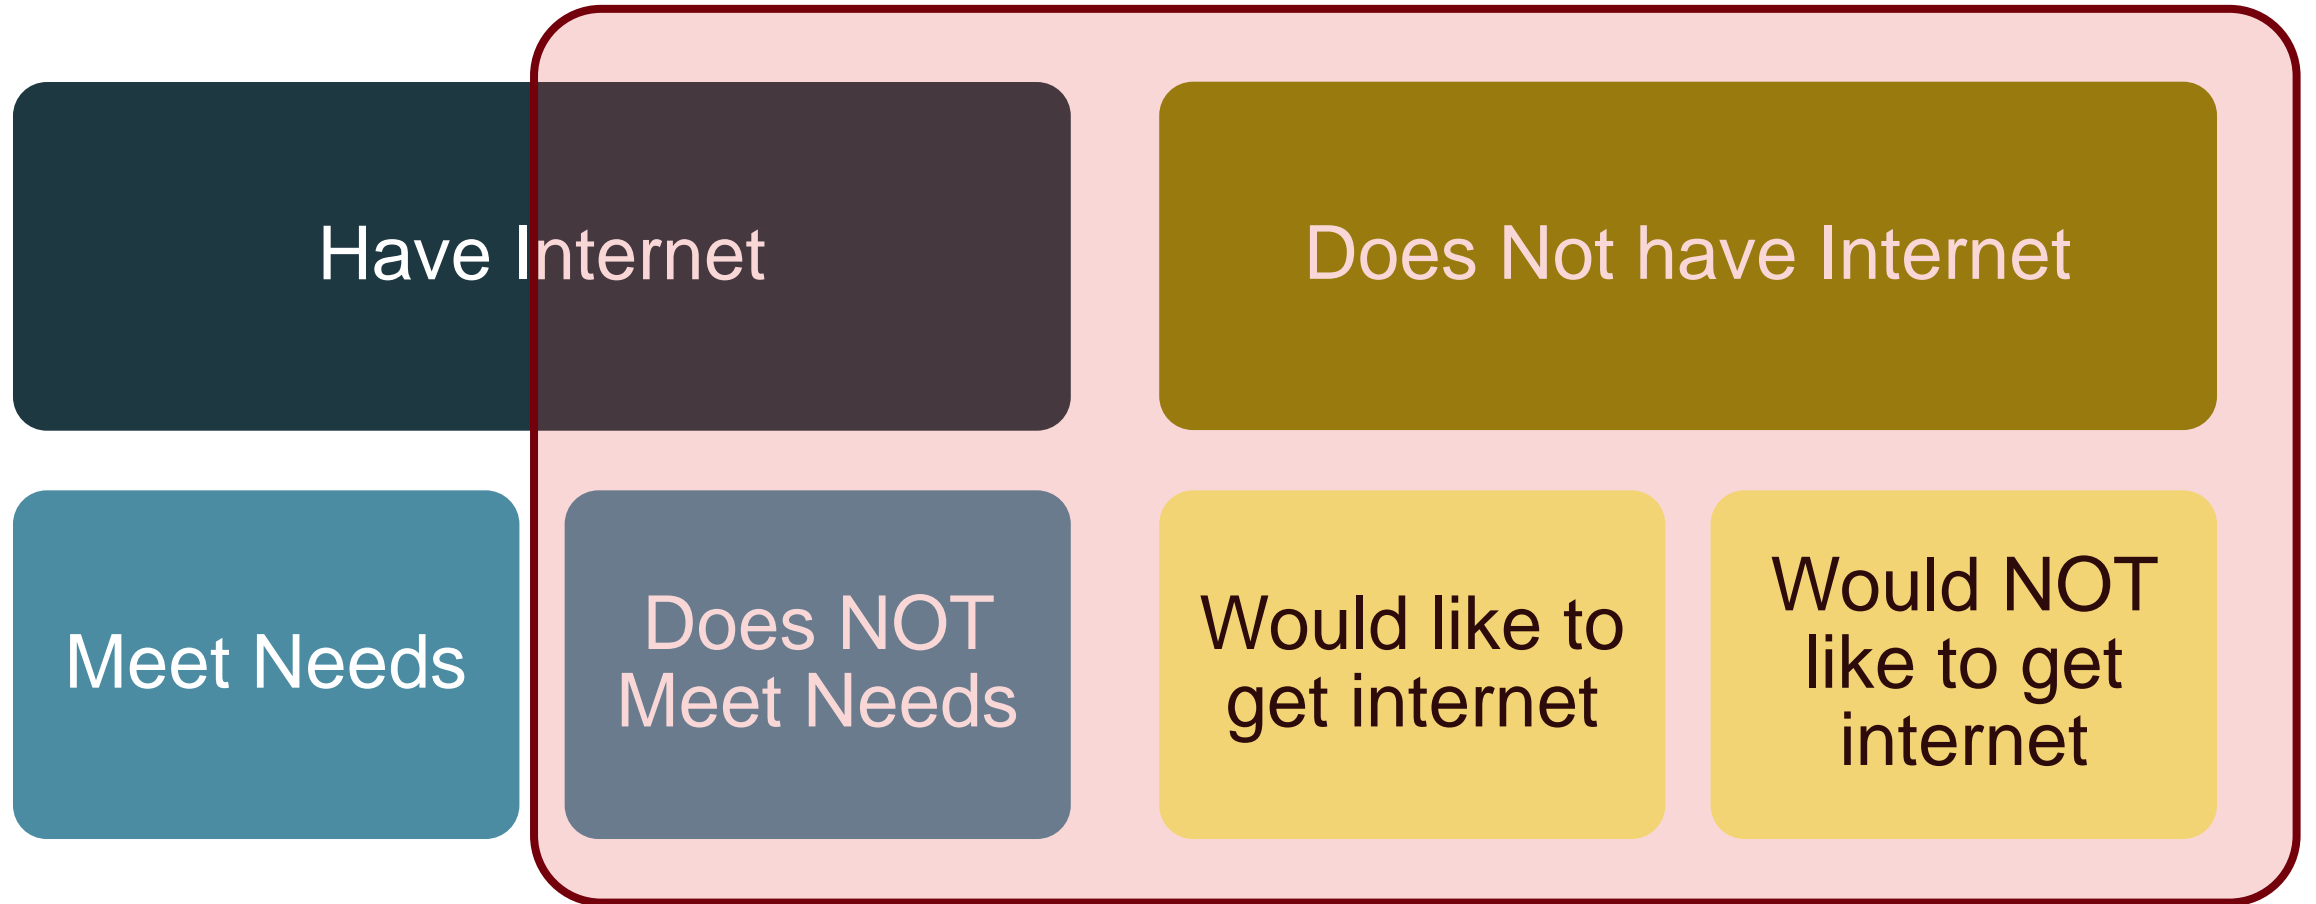 Have Internet
Does Not have Internet
Meet Needs
Does NOT
Meet Needs
Would like to
get internet
Would NOT
like to get
internet